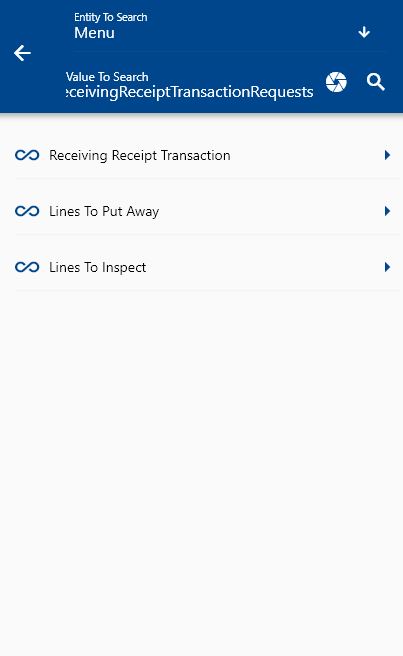 Entity To Search
Menu
Value To Search
ceivingReceiptTransactionRequests
Receiving Receipt Transaction
Lines To Put Away
Lines To Inspect